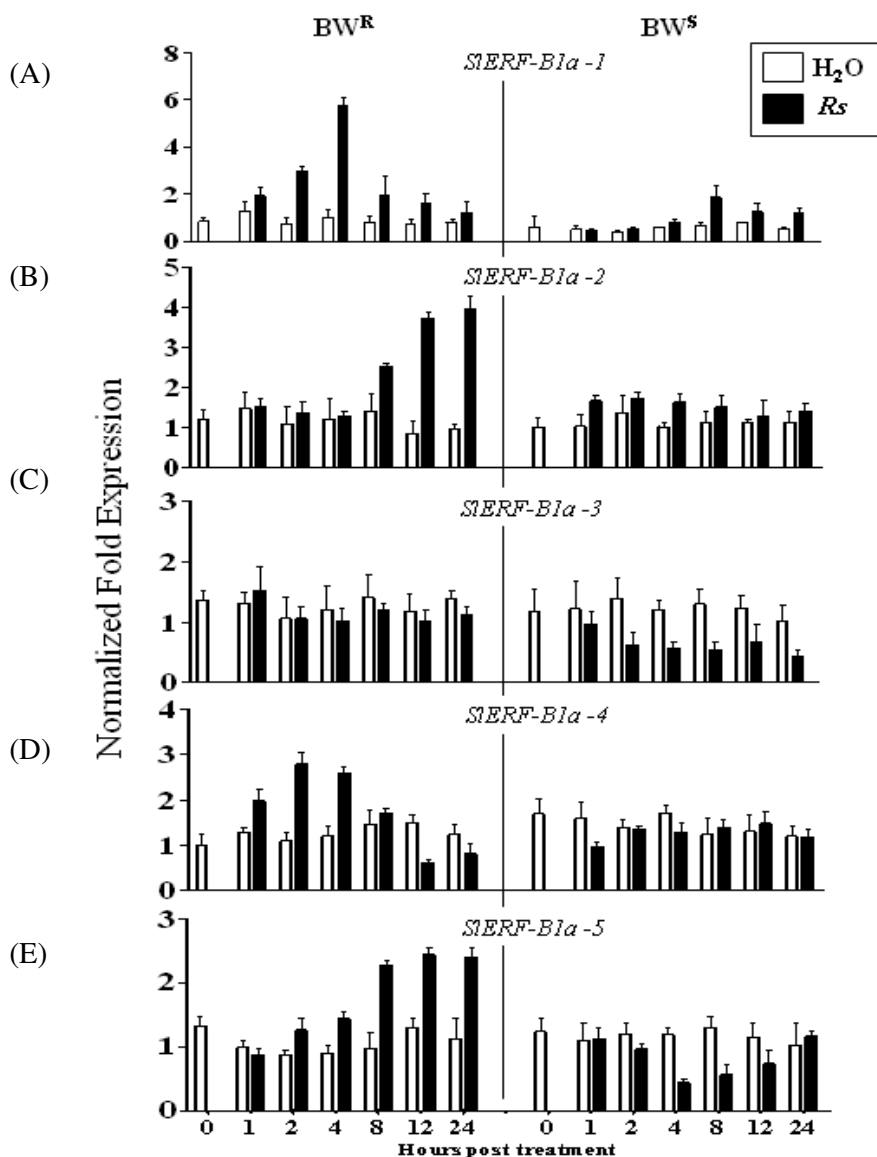 BWᴿ BWˢ
H₂O
Rs
(A)
SlERF-B1a -1
8
6
4
2
0
(B)
SlERF-B1a -2
5
4
3
2
1
0
(C)
SlERF-B1a -3
3
2
1
0
(D)
SlERF-B1a -4
4
3
2
1
0
(E)
SlERF-B1a -5
3
2
1
0
Normalized Fold Expression
0 1 2 4 8 12 24 0 1 2 4 8 12 24
Hours post treatment